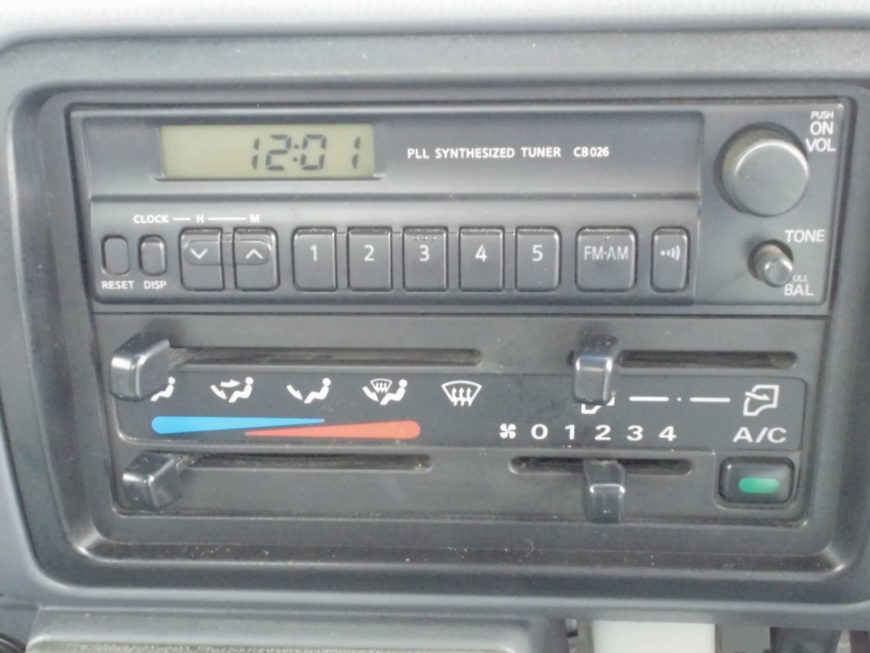 12:01
PLL SYNTHESIZED TUNER CB026
PUSH
ON
VOL
CLOCK H M
RESET DISP
1 2 3 4 5 FM·AM
TONE
BAL
0 1 2 3 4 A/C